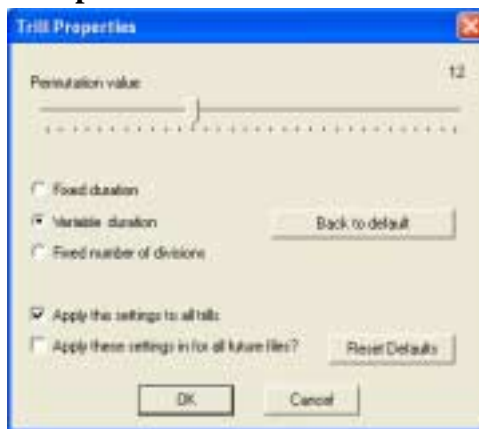 Trill Properties
12
Permutation value
Fixed duration
Variable duration
Back to default
Fixed number of divisions
Apply the settings to all trills
Apply these settings in for all future files?
Reset Defaults
OK
Cancel